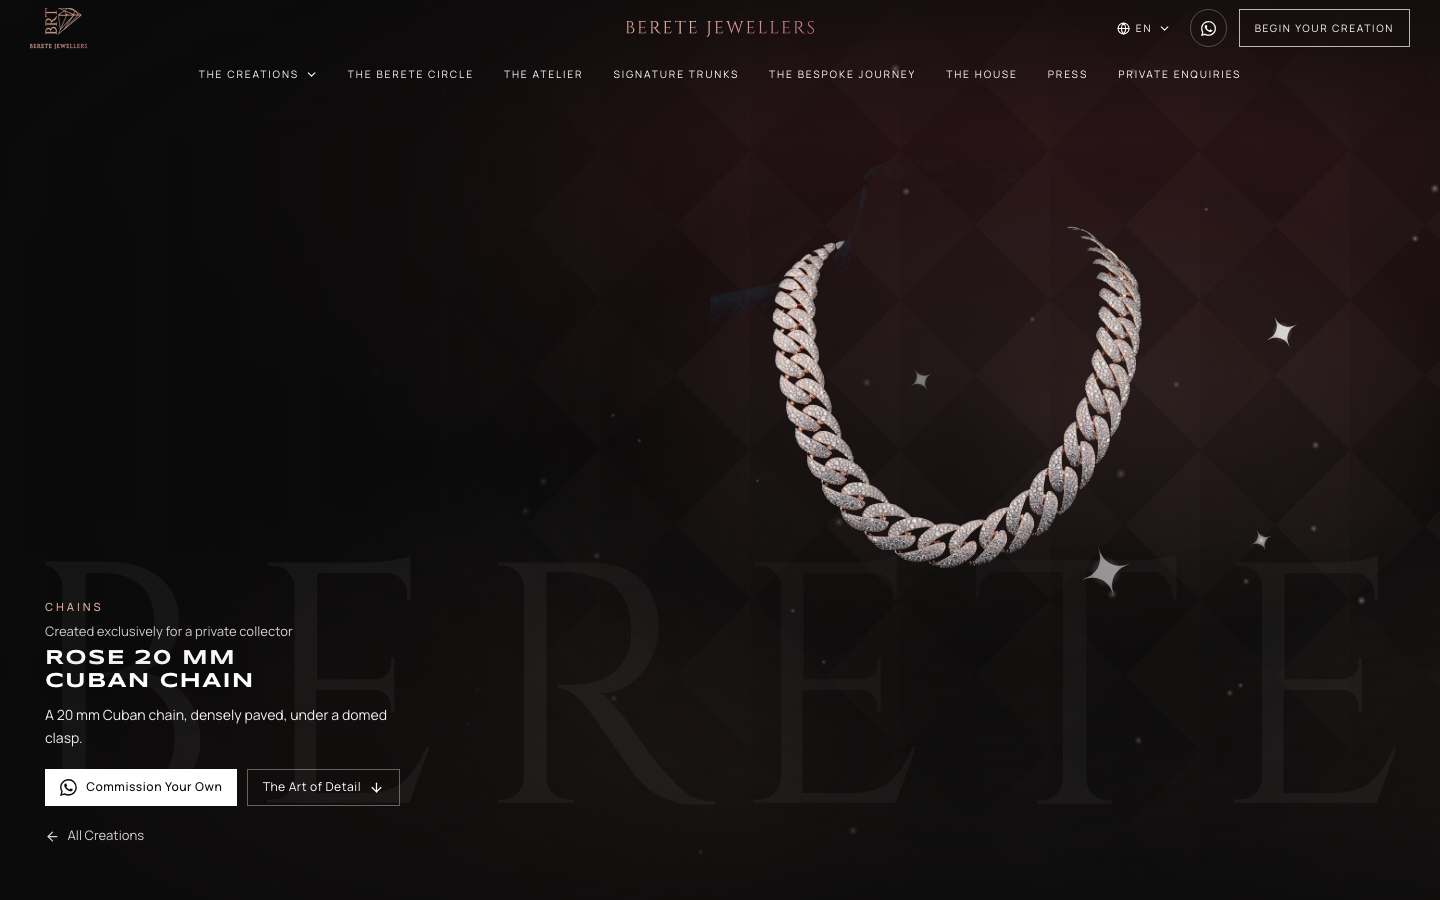 BRT
BERETE JEWELLERS
BERETE JEWELLERS
EN
BEGIN YOUR CREATION
THE CREATIONS
THE BERETE CIRCLE
THE ATELIER
SIGNATURE TRUNKS
THE BESPOKE JOURNEY
THE HOUSE
PRESS
PRIVATE ENQUIRIES
BERETE
CHAINS
Created exclusively for a private collector
ROSE 20 MM
CUBAN CHAIN
A 20 mm Cuban chain, densely paved, under a domed
clasp.
Commission Your Own
The Art of Detail
All Creations